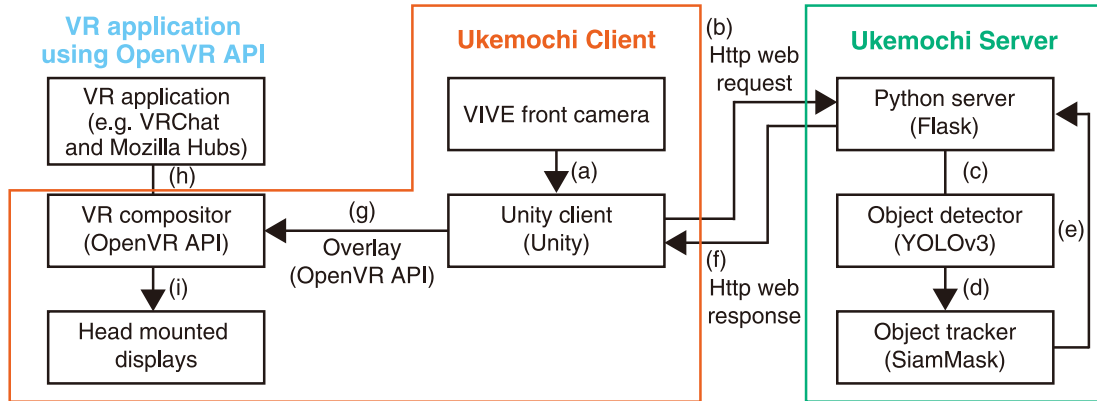 VR application
using OpenVR API
VR application
(e.g. VRChat
and Mozilla Hubs)
(h)
VR compositor
(OpenVR API)
(i)
Head mounted
displays
Ukemochi Client
VIVE front camera
(a)
Unity client
(Unity)
(g)
Overlay
(OpenVR API)
(b)
Http web
request
(f)
Http web
response
Ukemochi Server
Python server
(Flask)
(c)
Object detector
(YOLOv3)
(d)
(e)
Object tracker
(SiamMask)